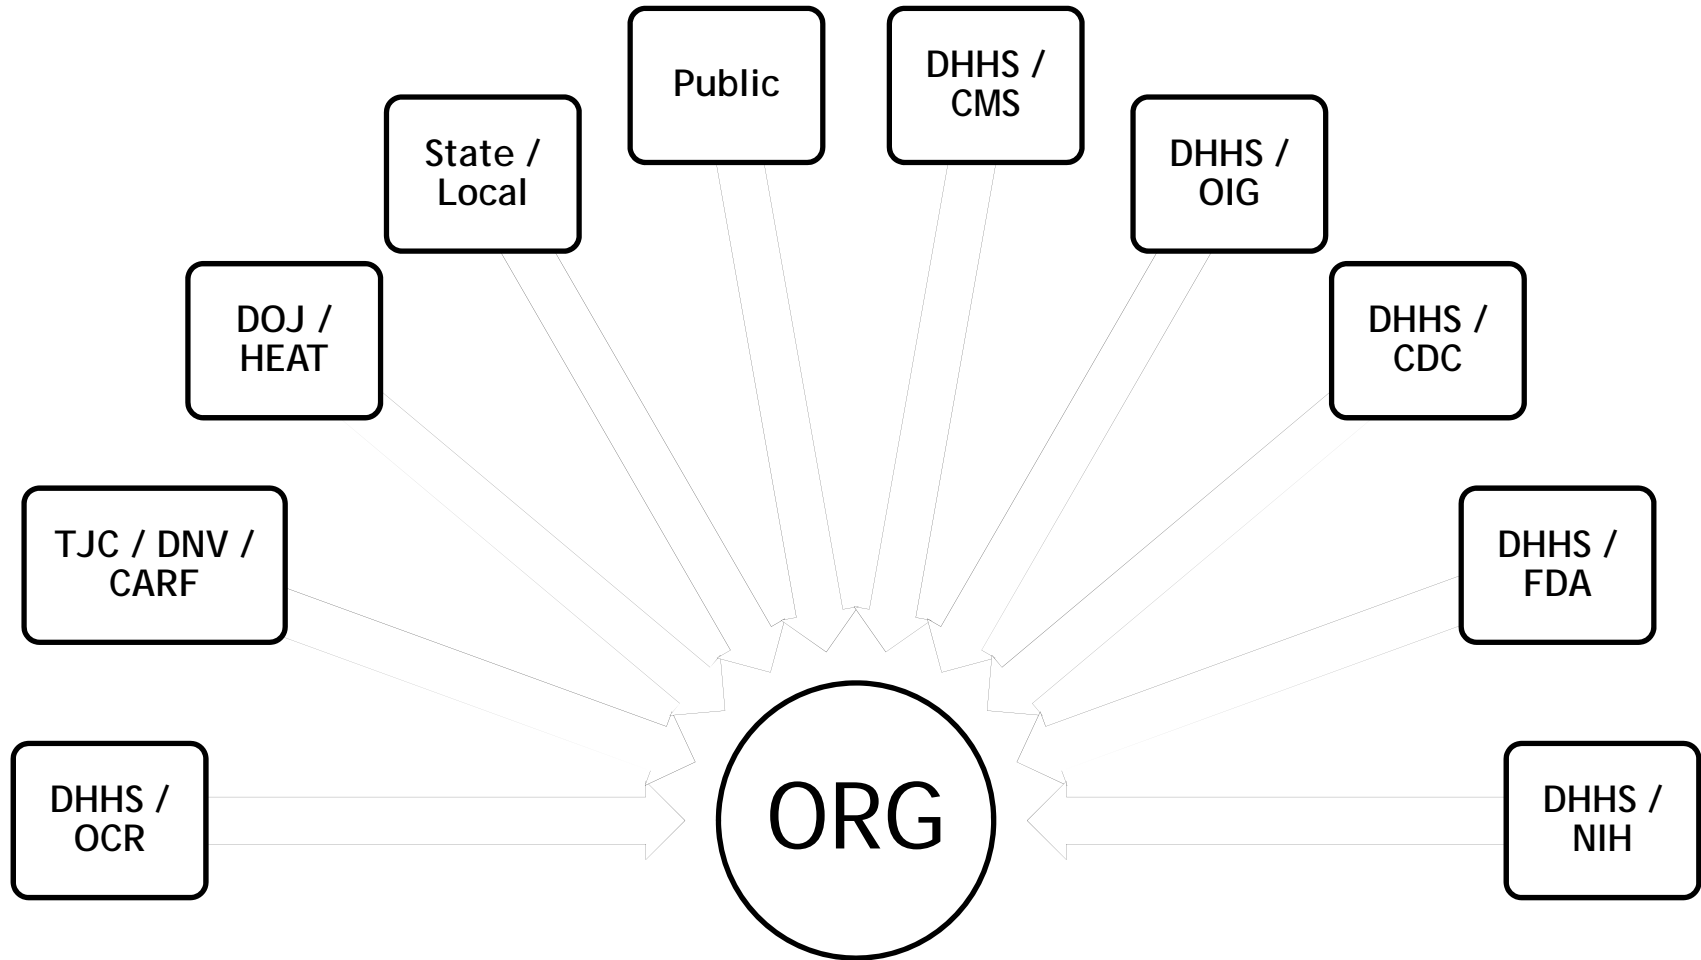 Public
DHHS /
CMS
State /
Local
DHHS /
OIG
DOJ /
HEAT
DHHS /
CDC
TJC / DNV /
CARF
DHHS /
FDA
DHHS /
OCR
ORG
DHHS /
NIH